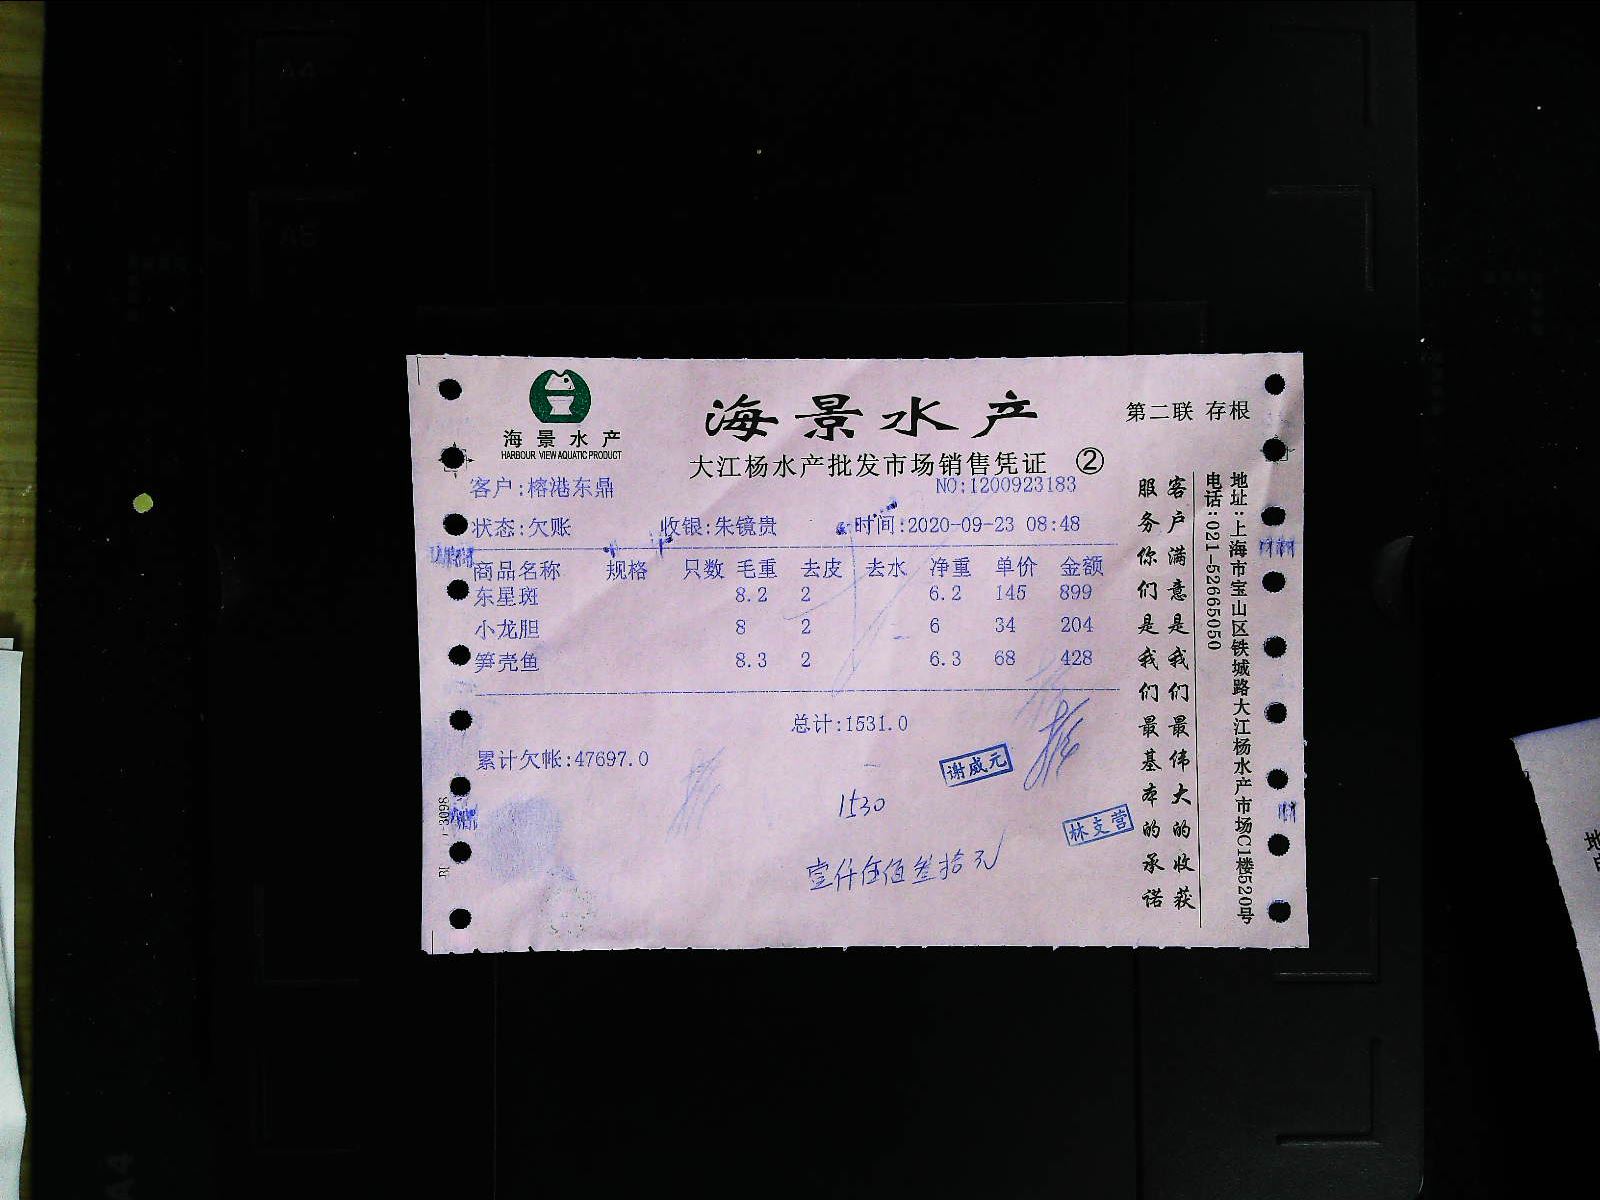 A4
A5
海景水产
HARBOUR VIEW AQUATIC PRODUCT
海景水产
第二联 存根
大江杨水产批发市场销售凭证 ②
客户:榕港东鼎 NO:1200923183
状态:欠账 收银:朱镜贵 时间:2020-09-23 08:48
商品名称 规格 只数 毛重 去皮 去水 净重 单价 金额
东星斑 8.2 2 6.2 145 899
小龙胆 8 2 6 34 204
笋壳鱼 8.3 2 6.3 68 428
总计:1531.0
累计欠帐:47697.0
谢威元
1530
林支营
壹仟伍佰叁拾元
客户满意是我们最伟大的收获
服务你们是我们最基本的承诺
地址:上海市宝山区铁城路大江杨水产市场C1楼520号
电话:021-52665050
A4